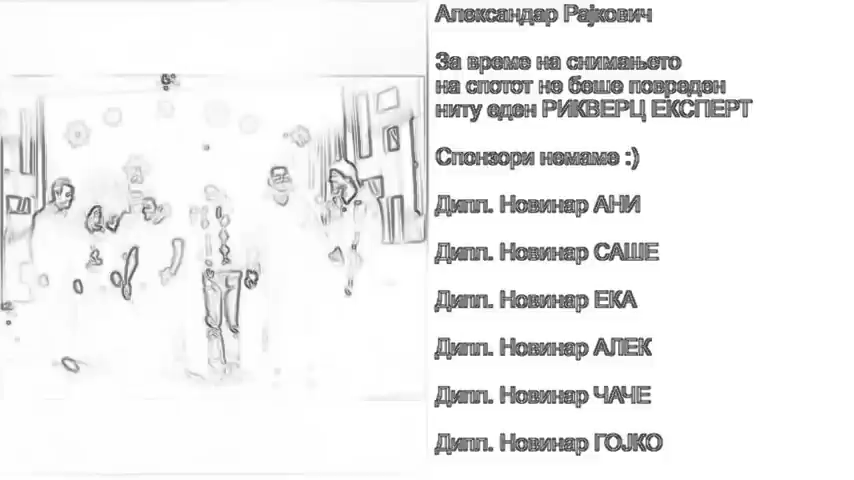 Александар Рајковић
За време на снимањето
на спотот не беше повреден
ниту еден РИКВЕРЦ ЕКСПЕРТ
Спонзори немаме :)
Дипл. Новинар АНИ
Дипл. Новинар САШЕ
Дипл. Новинар ЕКА
Дипл. Новинар АЛЕК
Дипл. Новинар ЧАЧЕ
Дипл. Новинар ГОЈКО